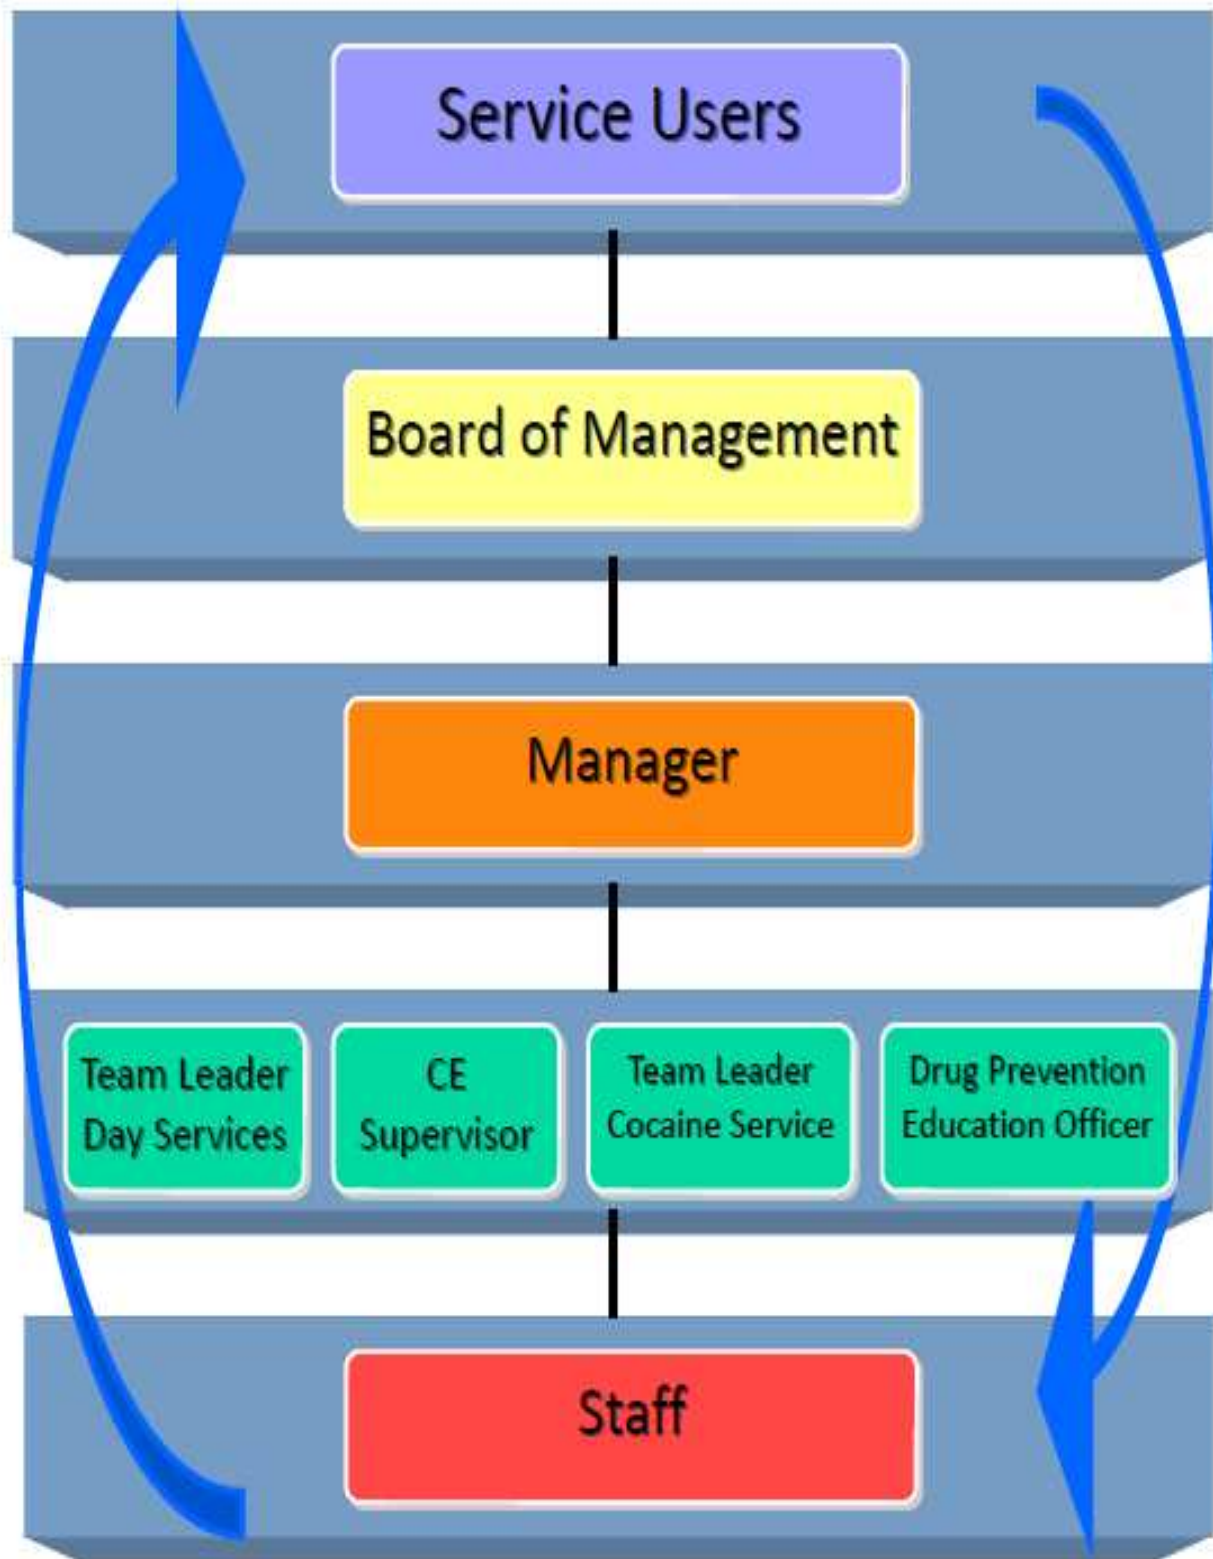 Service Users
Board of Management
Manager
Team Leader
Day Services
CE
Supervisor
Team Leader
Cocaine Service
Drug Prevention
Education Officer
Staff